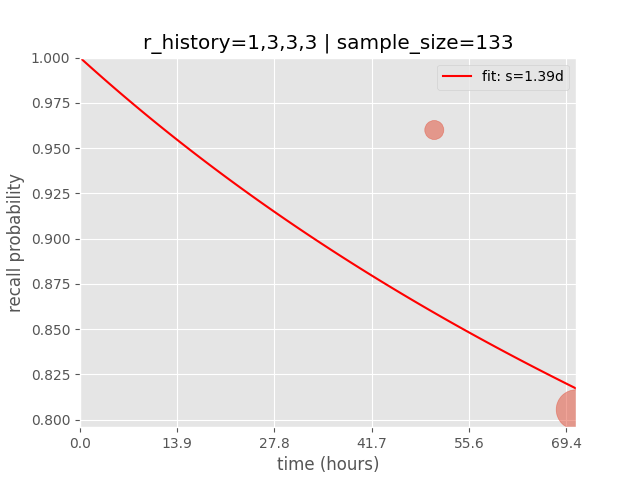 r_history=1,3,3,3 | sample_size=133
fit: s=1.39d
1.000
0.975
0.950
0.925
0.900
0.875
0.850
0.825
0.800
recall probability
0.0 13.9 27.8 41.7 55.6 69.4
time (hours)